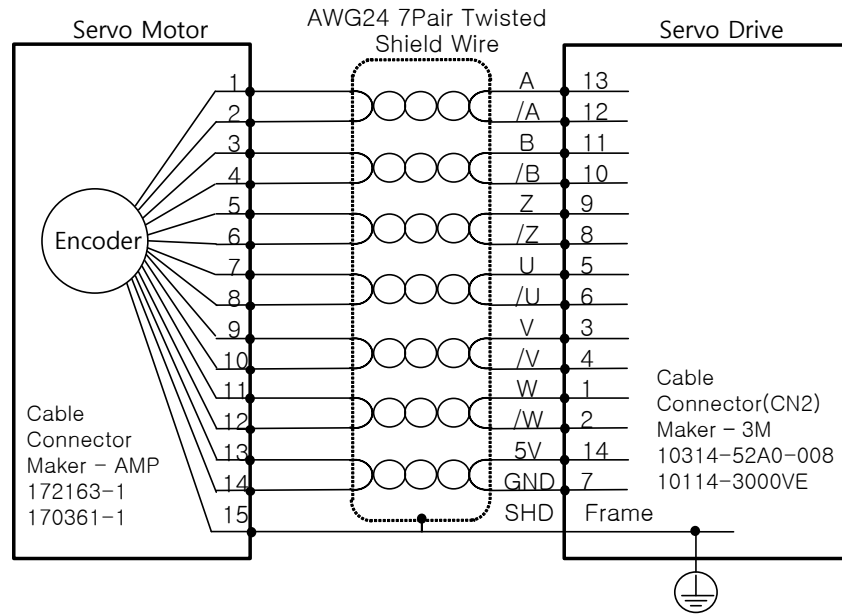 Servo Motor
AWG24 7Pair Twisted
Shield Wire
Servo Drive
1 A 13
2 /A 12
3 B 11
4 /B 10
5 Z 9
Encoder
6 /Z 8
7 U 5
8 /U 6
9 V 3
10 /V 4
11 W 1
12 /W 2
13 5V 14
14 GND 7
15 SHD Frame
Cable
Connector
Maker - AMP
172163-1
170361-1
Cable
Connector(CN2)
Maker - 3M
10314-52A0-008
10114-3000VE